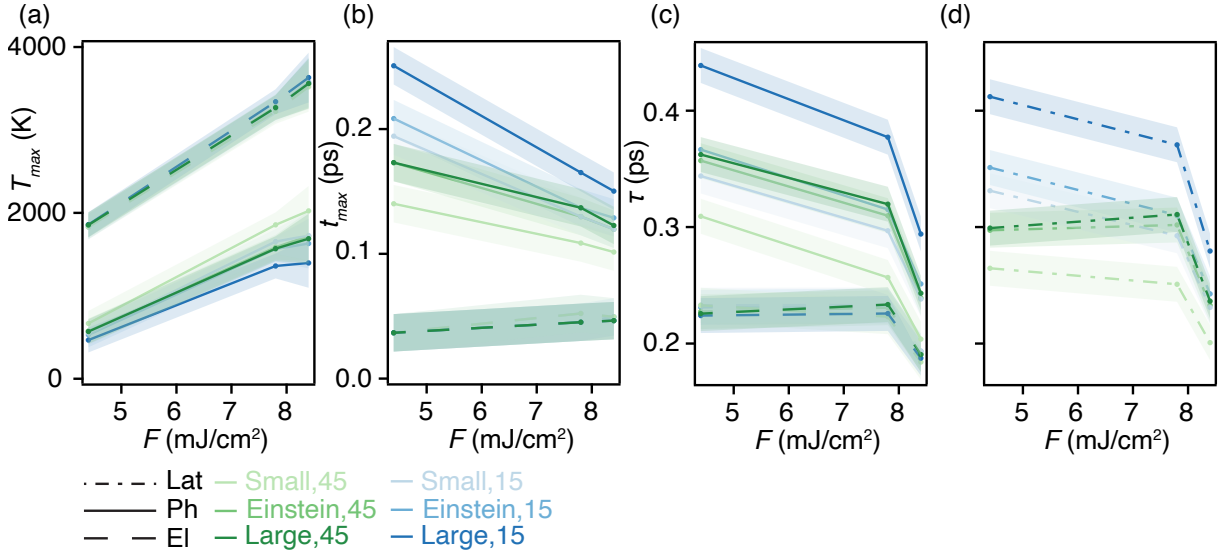 (a)
(b)
(c)
(d)
4000
2000
0
T_max (K)
5 6 7 8
F (mJ/cm²)
0.2
0.1
0.0
t_max (ps)
5 6 7 8
F (mJ/cm²)
0.4
0.3
0.2
τ (ps)
5 6 7 8
F (mJ/cm²)
5 6 7 8
F (mJ/cm²)
Lat Small,45 Small,15
Ph Einstein,45 Einstein,15
El Large,45 Large,15